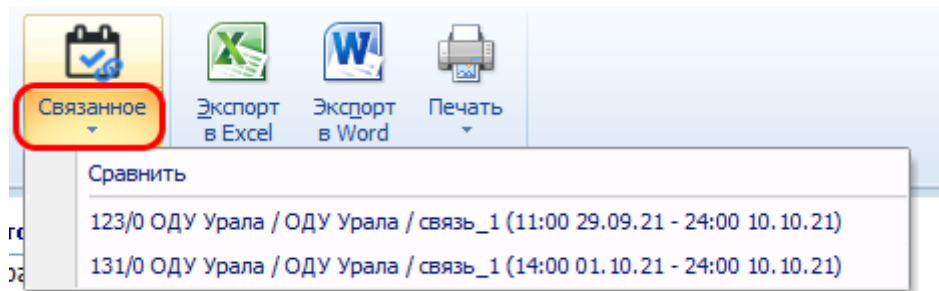 Связанное
Экспорт
в Excel
Экспорт
в Word
Печать
Сравнить
123/0 ОДУ Урала / ОДУ Урала / связь_1 (11:00 29.09.21 - 24:00 10.10.21)
131/0 ОДУ Урала / ОДУ Урала / связь_1 (14:00 01.10.21 - 24:00 10.10.21)